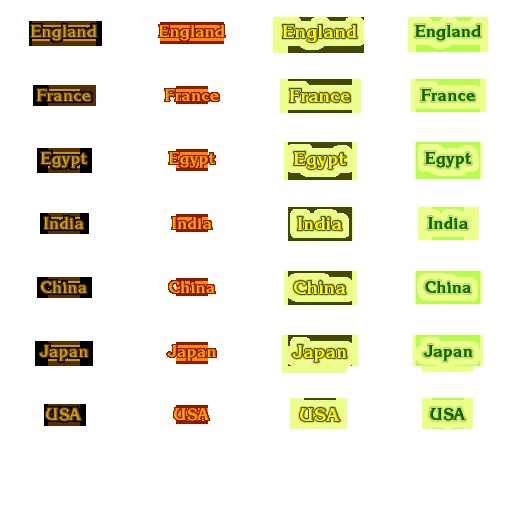 England England England England
France France France France
Egypt Egypt Egypt Egypt
India India India India
China China China China
Japan Japan Japan Japan
USA USA USA USA